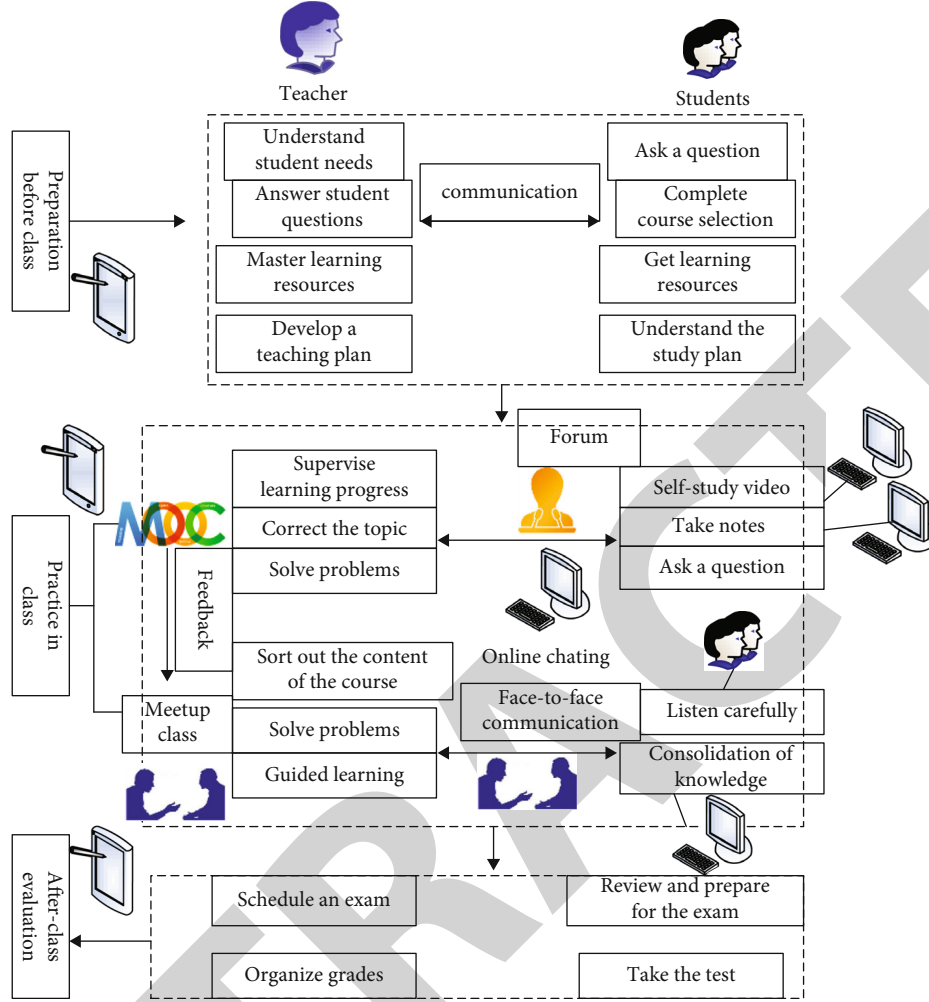 Teacher
Students
Understand
student needs
Ask a question
Preparation
before class
Answer student
questions
communication
Complete
course selection
Master learning
resources
Get learning
resources
Develop a
teaching plan
Understand the
study plan
Forum
Supervise
learning progress
Self-study video
MOOC
Correct the topic
Take notes
Solve problems
Ask a question
Practice in
class
Feedback
Sort out the content
of the course
Online chating
Meetup
class
Solve problems
Face-to-face
communication
Listen carefully
Guided learning
Consolidation of
knowledge
After-class
evaluation
Schedule an exam
Review and prepare
for the exam
Organize grades
Take the test
TRACTE